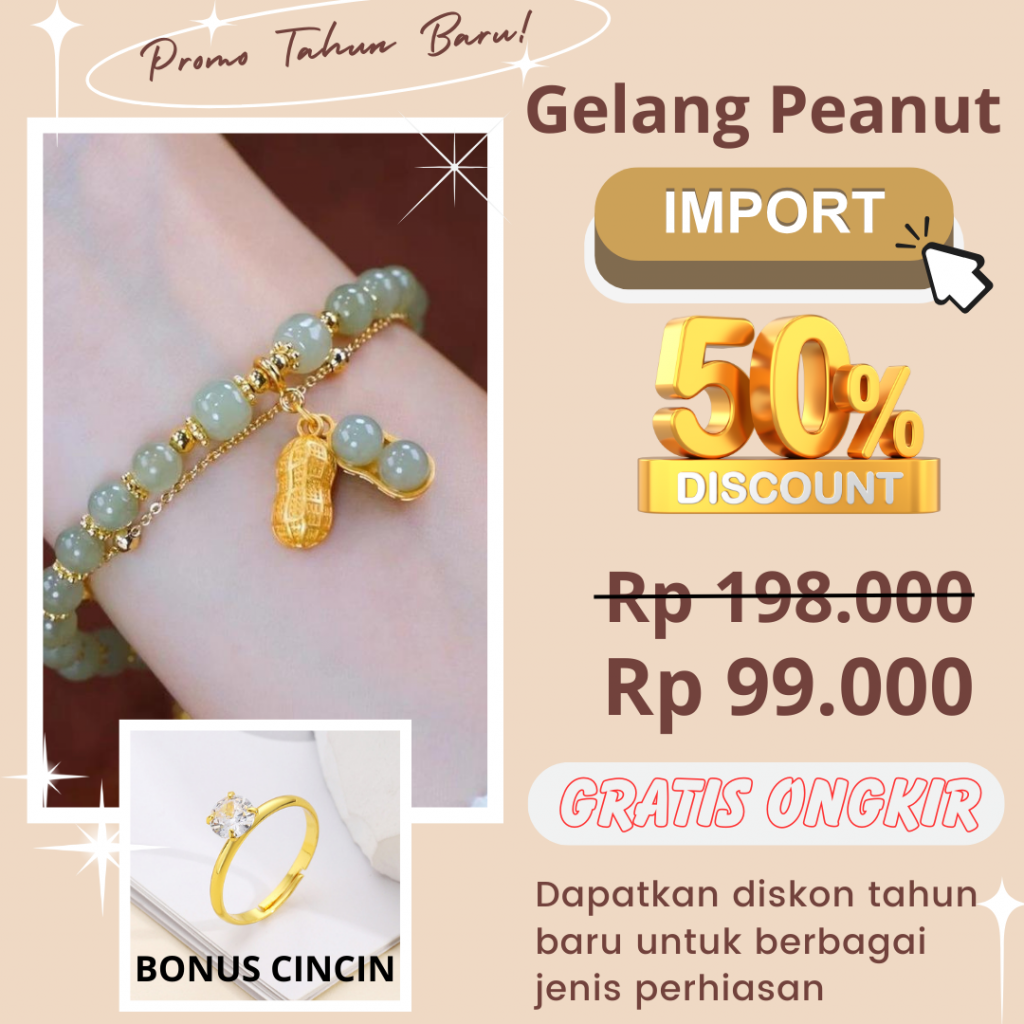 Promo Tahun Baru!
Gelang Peanut
IMPORT
50%
DISCOUNT
Rp 198.000
Rp 99.000
GRATIS ONGKIR
Dapatkan diskon tahun
baru untuk berbagai
jenis perhiasan
BONUS CINCIN